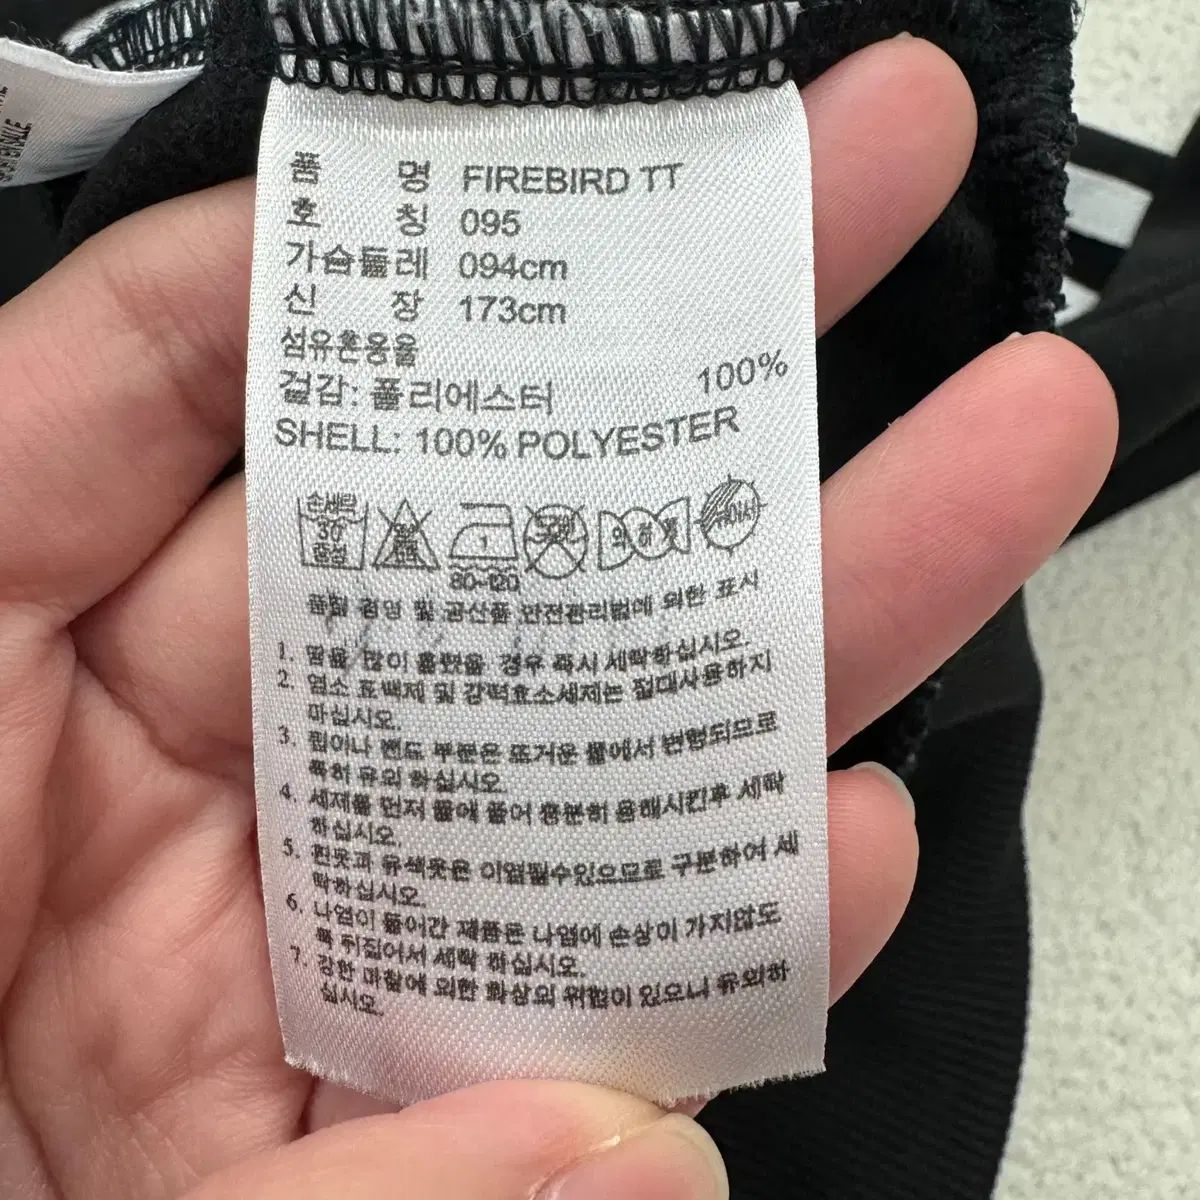 품 명 FIREBIRD TT
호 칭 095
가슴둘레 094cm
신 장 173cm
섬유혼용율
겉감: 폴리에스터 100%
SHELL: 100% POLYESTER
손세탁
30
중성
80~120
품질 경영 및 공산품 안전관리법에 의한 표시
1. 땀을 많이 흘렸을 경우 즉시 세탁하십시오.
2. 염소 표백제 및 강력효소세제는 절대사용하지
마십시오.
3. 립이나 밴드 부분은 뜨거운 물에서 변형되므로
특히 유의 하십시오.
4. 세제를 먼저 물에 풀어 충분히 용해시킨후 세탁
하십시오.
5. 흰옷과 유색옷은 이염될수있으므로 구분하여 세
탁하십시오.
6. 나염이 들어간 제품은 나염에 손상이 가지않도
록 뒤집어서 세탁 하십시오.
7. 강한 마찰에 의한 화상의 위험이 있으니 유의하
십시오.